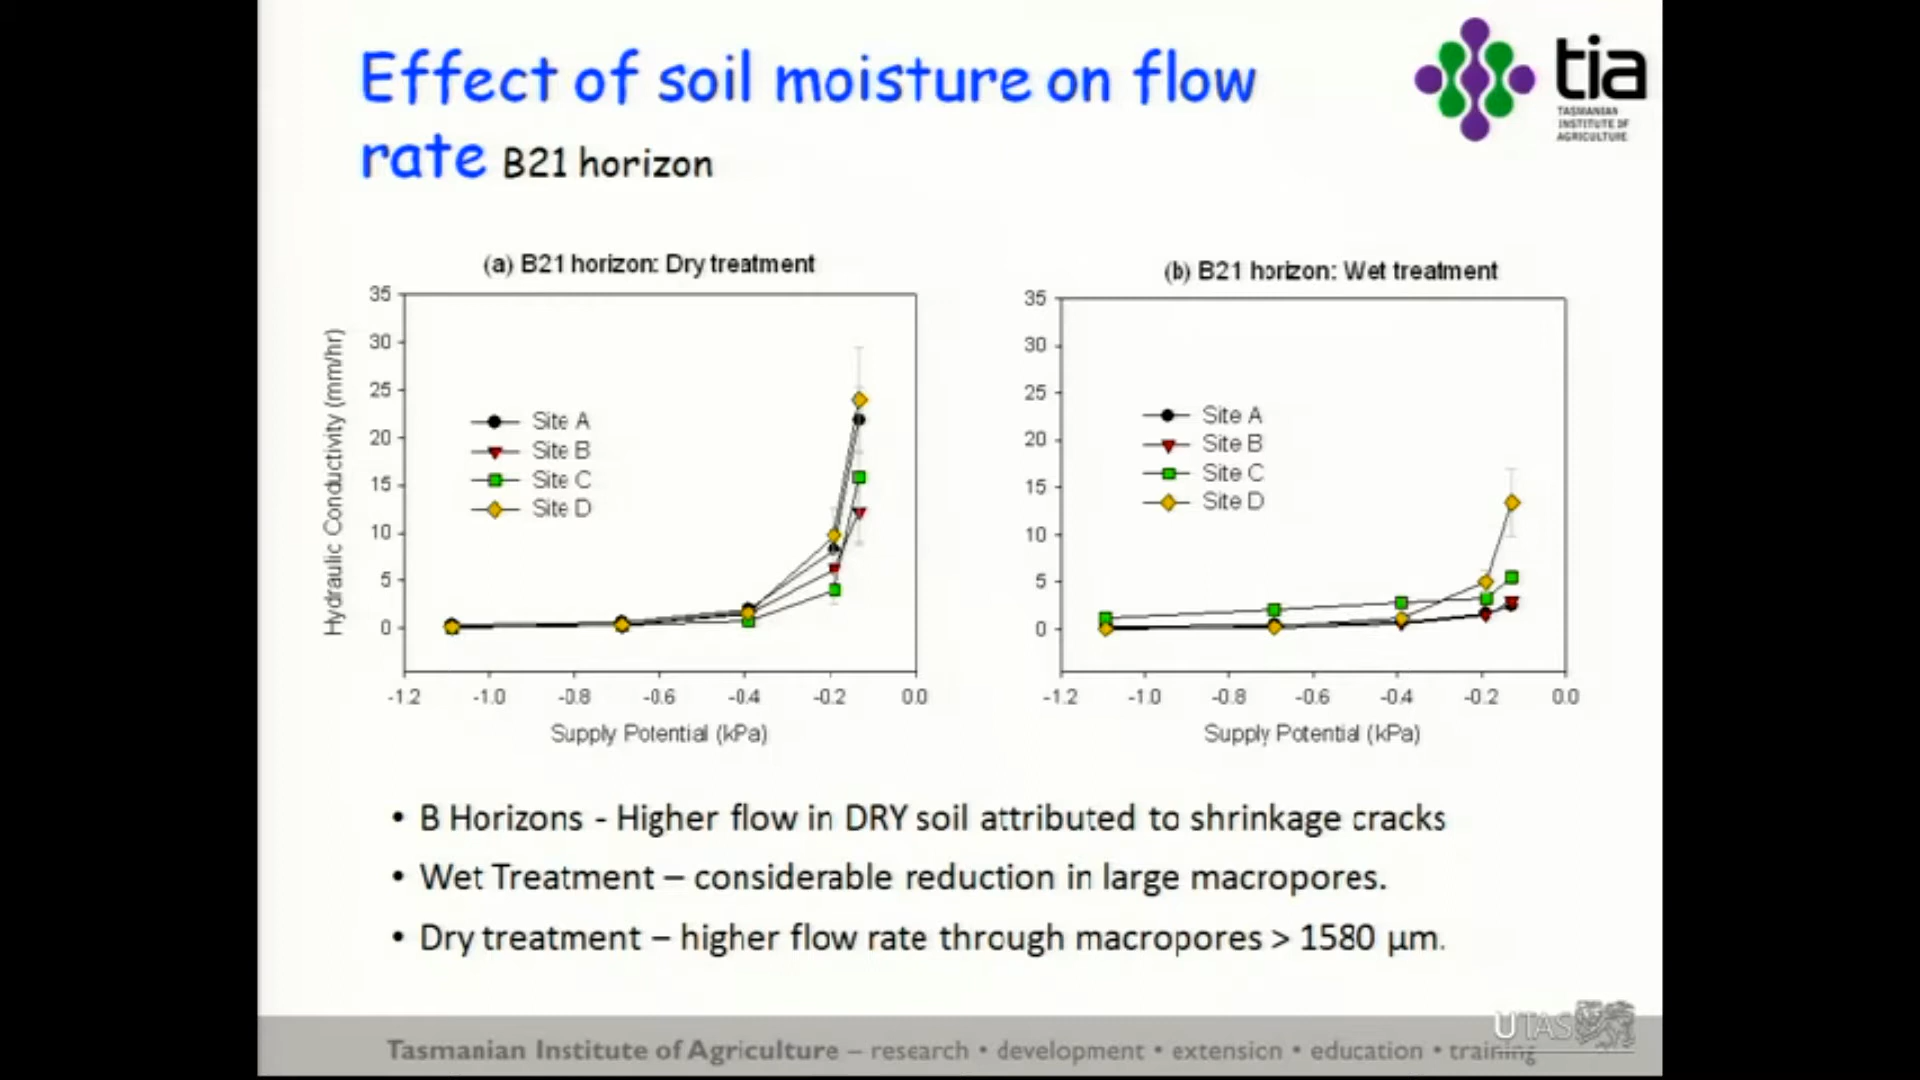 Effect of soil moisture on flow
rate B21 horizon
tia
TASMANIAN
INSTITUTE OF
AGRICULTURE
(a) B21 horizon: Dry treatment
35
30
25
20
15
10
5
0
Hydraulic Conductivity (mm/hr)
Site A
Site B
Site C
Site D
-1.2 -1.0 -0.8 -0.6 -0.4 -0.2 0.0
Supply Potential (kPa)
(b) B21 horizon: Wet treatment
35
30
25
20
15
10
5
0
Site A
Site B
Site C
Site D
-1.2 -1.0 -0.8 -0.6 -0.4 -0.2 0.0
Supply Potential (kPa)
• B Horizons - Higher flow in DRY soil attributed to shrinkage cracks
• Wet Treatment – considerable reduction in large macropores.
• Dry treatment – higher flow rate through macropores > 1580 µm.
UTAS
Tasmanian Institute of Agriculture – research • development • extension • education • training